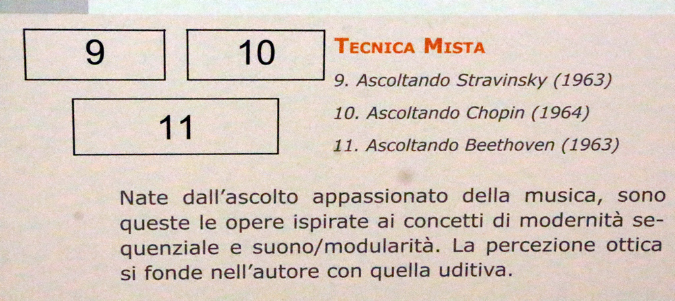 9 10 TECNICA MISTA
9. Ascoltando Stravinsky (1963)
10. Ascoltando Chopin (1964)
11 11. Ascoltando Beethoven (1963)
Nate dall'ascolto appassionato della musica, sono
queste le opere ispirate ai concetti di modernità se-
quenziale e suono/modularità. La percezione ottica
si fonde nell'autore con quella uditiva.